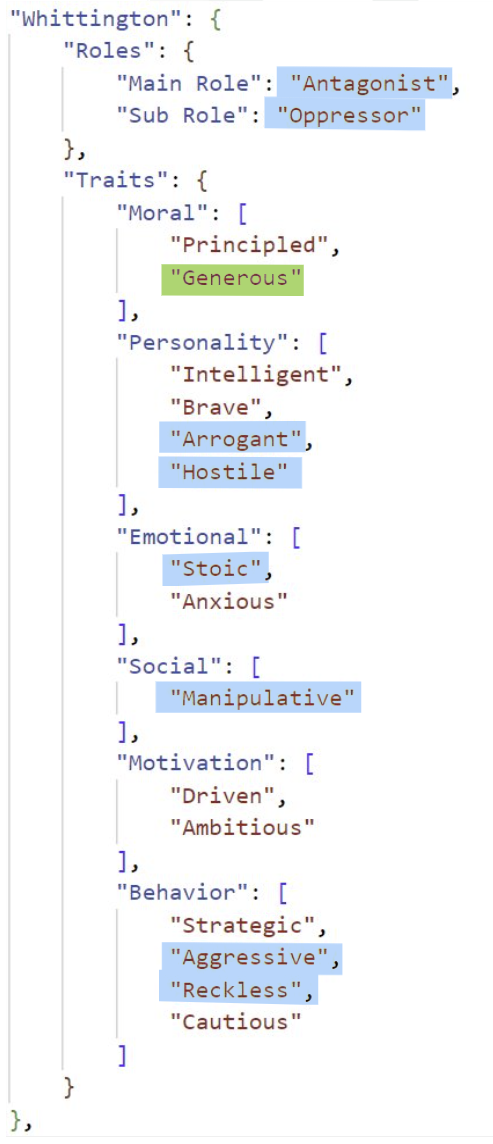 "Whittington": {
"Roles": {
"Main Role": "Antagonist",
"Sub Role": "Oppressor"
},
"Traits": {
"Moral": [
"Principled",
"Generous"
],
"Personality": [
"Intelligent",
"Brave",
"Arrogant",
"Hostile"
],
"Emotional": [
"Stoic",
"Anxious"
],
"Social": [
"Manipulative"
],
"Motivation": [
"Driven",
"Ambitious"
],
"Behavior": [
"Strategic",
"Aggressive",
"Reckless",
"Cautious"
]
}
},